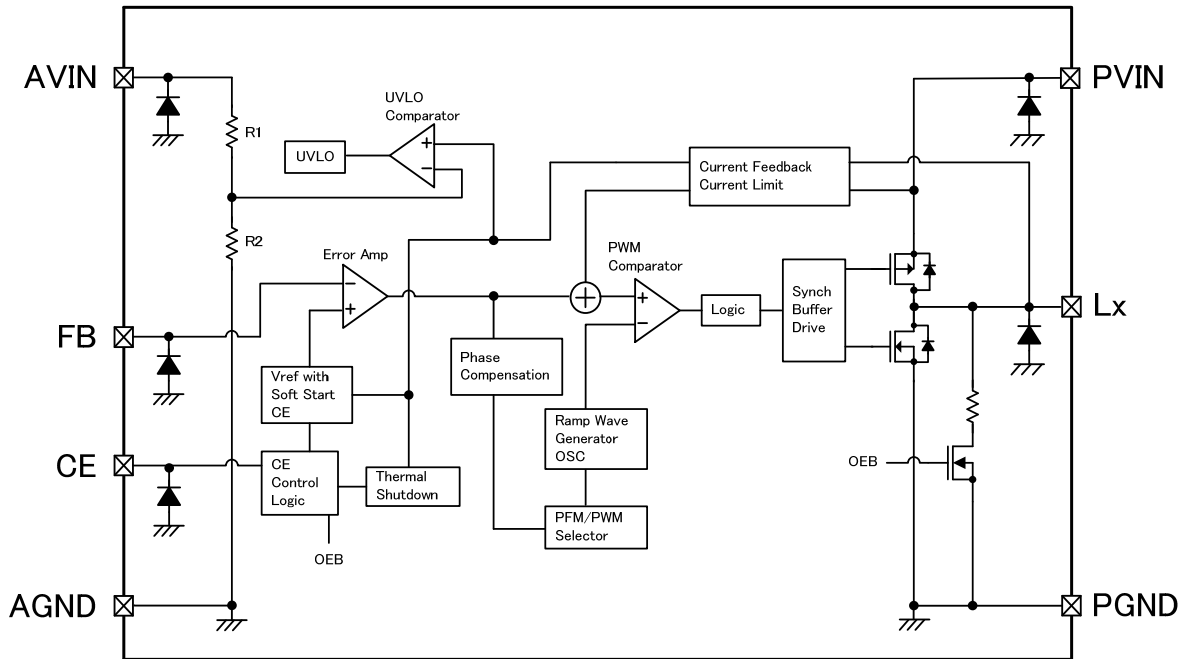 AVIN
PVIN
R1
UVLO
Comparator
+
−
UVLO
Current Feedback
Current Limit
R2
Error Amp
−
+
PWM
Comparator
+
+
−
Logic
Synch
Buffer
Drive
Lx
FB
Vref with
Soft Start
CE
Phase
Compensation
Ramp Wave
Generator
OSC
CE
CE
Control
Logic
Thermal
Shutdown
PFM/PWM
Selector
OEB
OEB
AGND
PGND